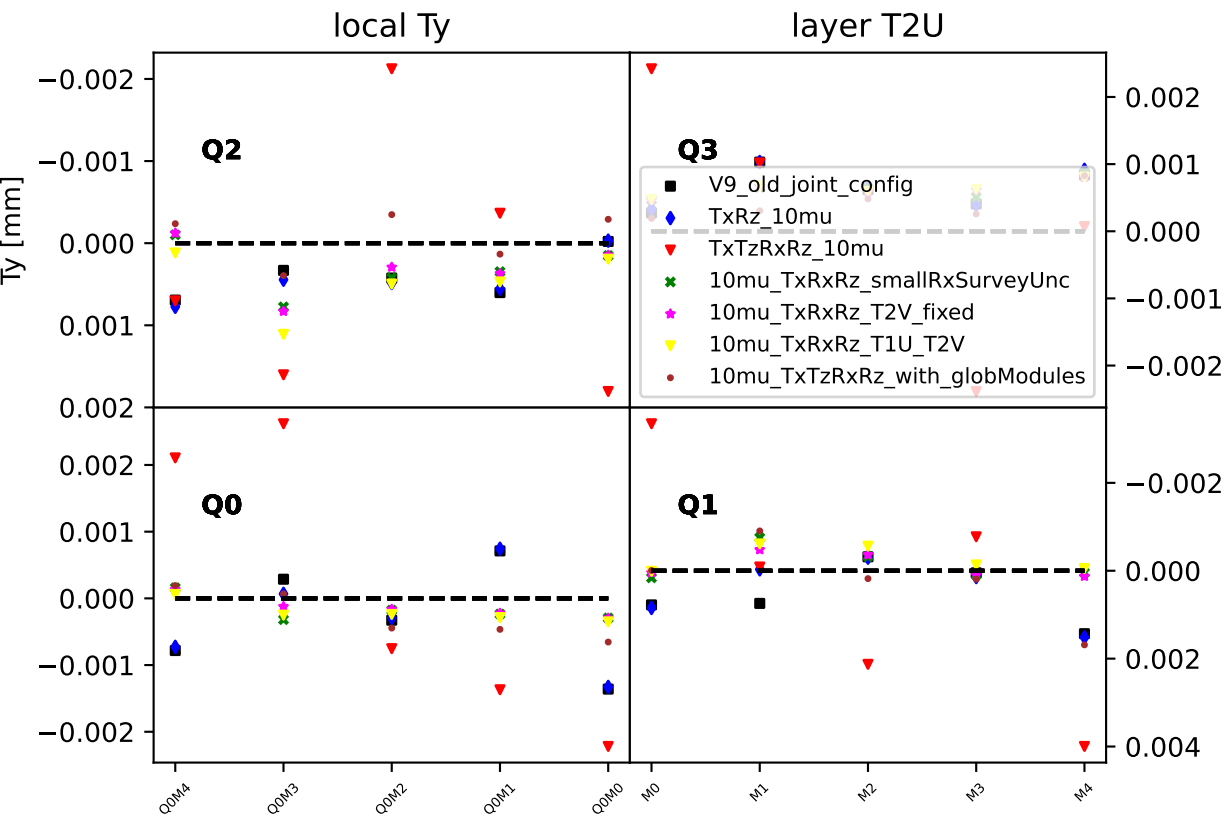 local Ty
layer T2U
Ty [mm]
−0.002
−0.001
0.000
0.001
0.002
Q2
0.002
0.001
0.000
−0.001
−0.002
Q3
V9_old_joint_config
TxRz_10mu
TxTzRxRz_10mu
10mu_TxRxRz_smallRxSurveyUnc
10mu_TxRxRz_T2V_fixed
10mu_TxRxRz_T1U_T2V
10mu_TxTzRxRz_with_globModules
0.002
0.001
0.000
−0.001
−0.002
Q0
Q1
−0.002
0.000
0.002
0.004
Q0M4
Q0M3
Q0M2
Q0M1
Q0M0
M0
M1
M2
M3
M4